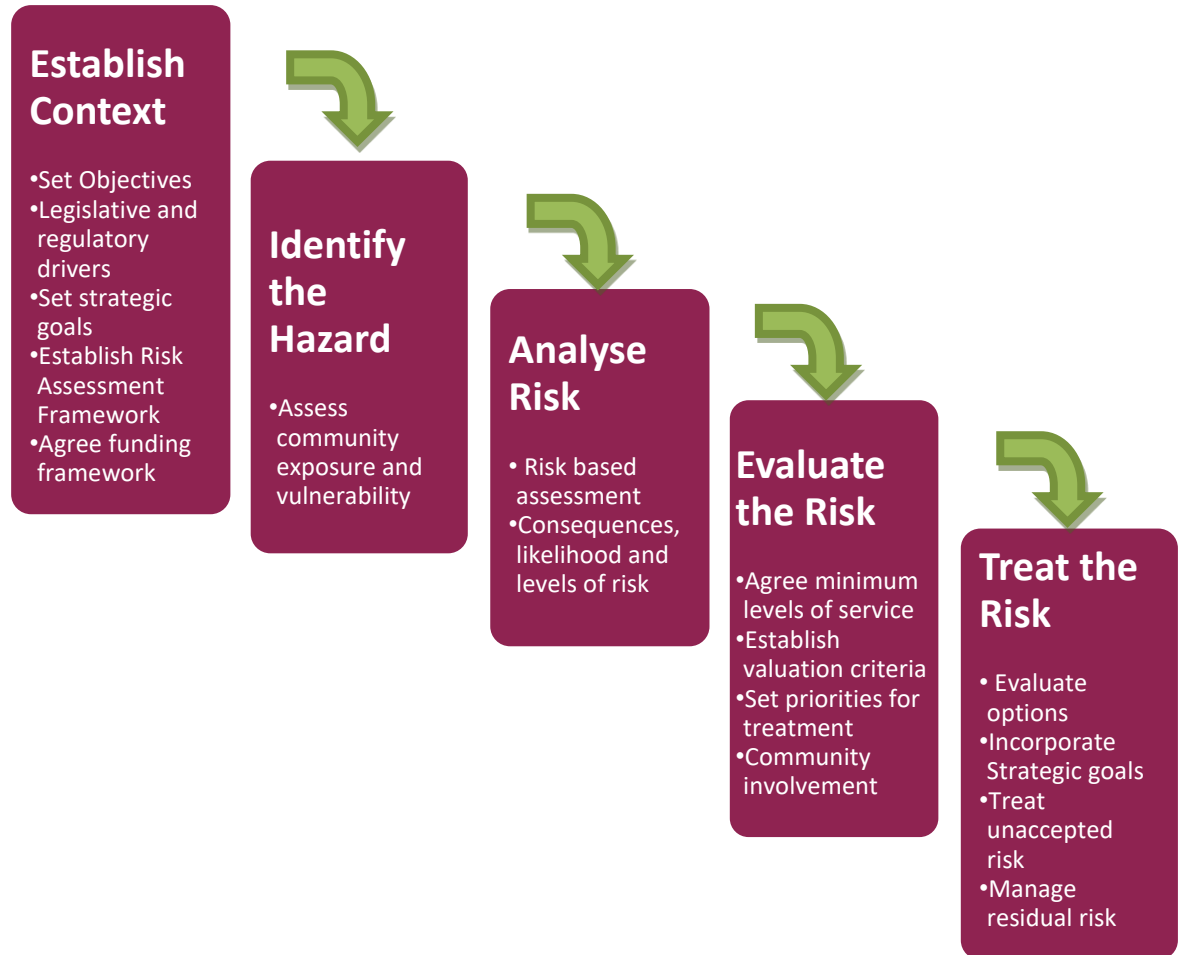 Establish
Context
•Set Objectives
•Legislative and
regulatory
drivers
•Set strategic
goals
•Establish Risk
Assessment
Framework
•Agree funding
framework
Identify
the
Hazard
•Assess
community
exposure and
vulnerability
Analyse
Risk
• Risk based
assessment
•Consequences,
likelihood and
levels of risk
Evaluate
the Risk
•Agree minimum
levels of service
•Establish
valuation criteria
•Set priorities for
treatment
•Community
involvement
Treat the
Risk
• Evaluate
options
•Incorporate
Strategic goals
•Treat
unaccepted
risk
•Manage
residual risk